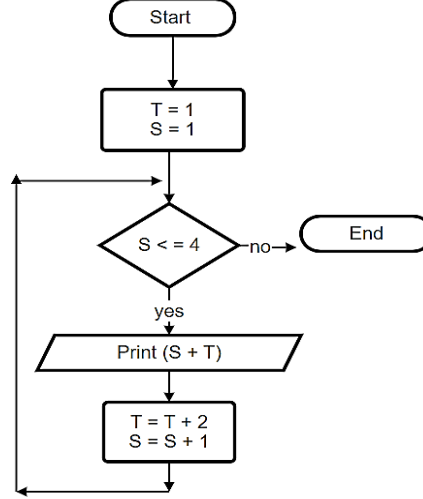 Start
T = 1
S = 1
S < = 4
no
End
yes
Print (S + T)
T = T + 2
S = S + 1